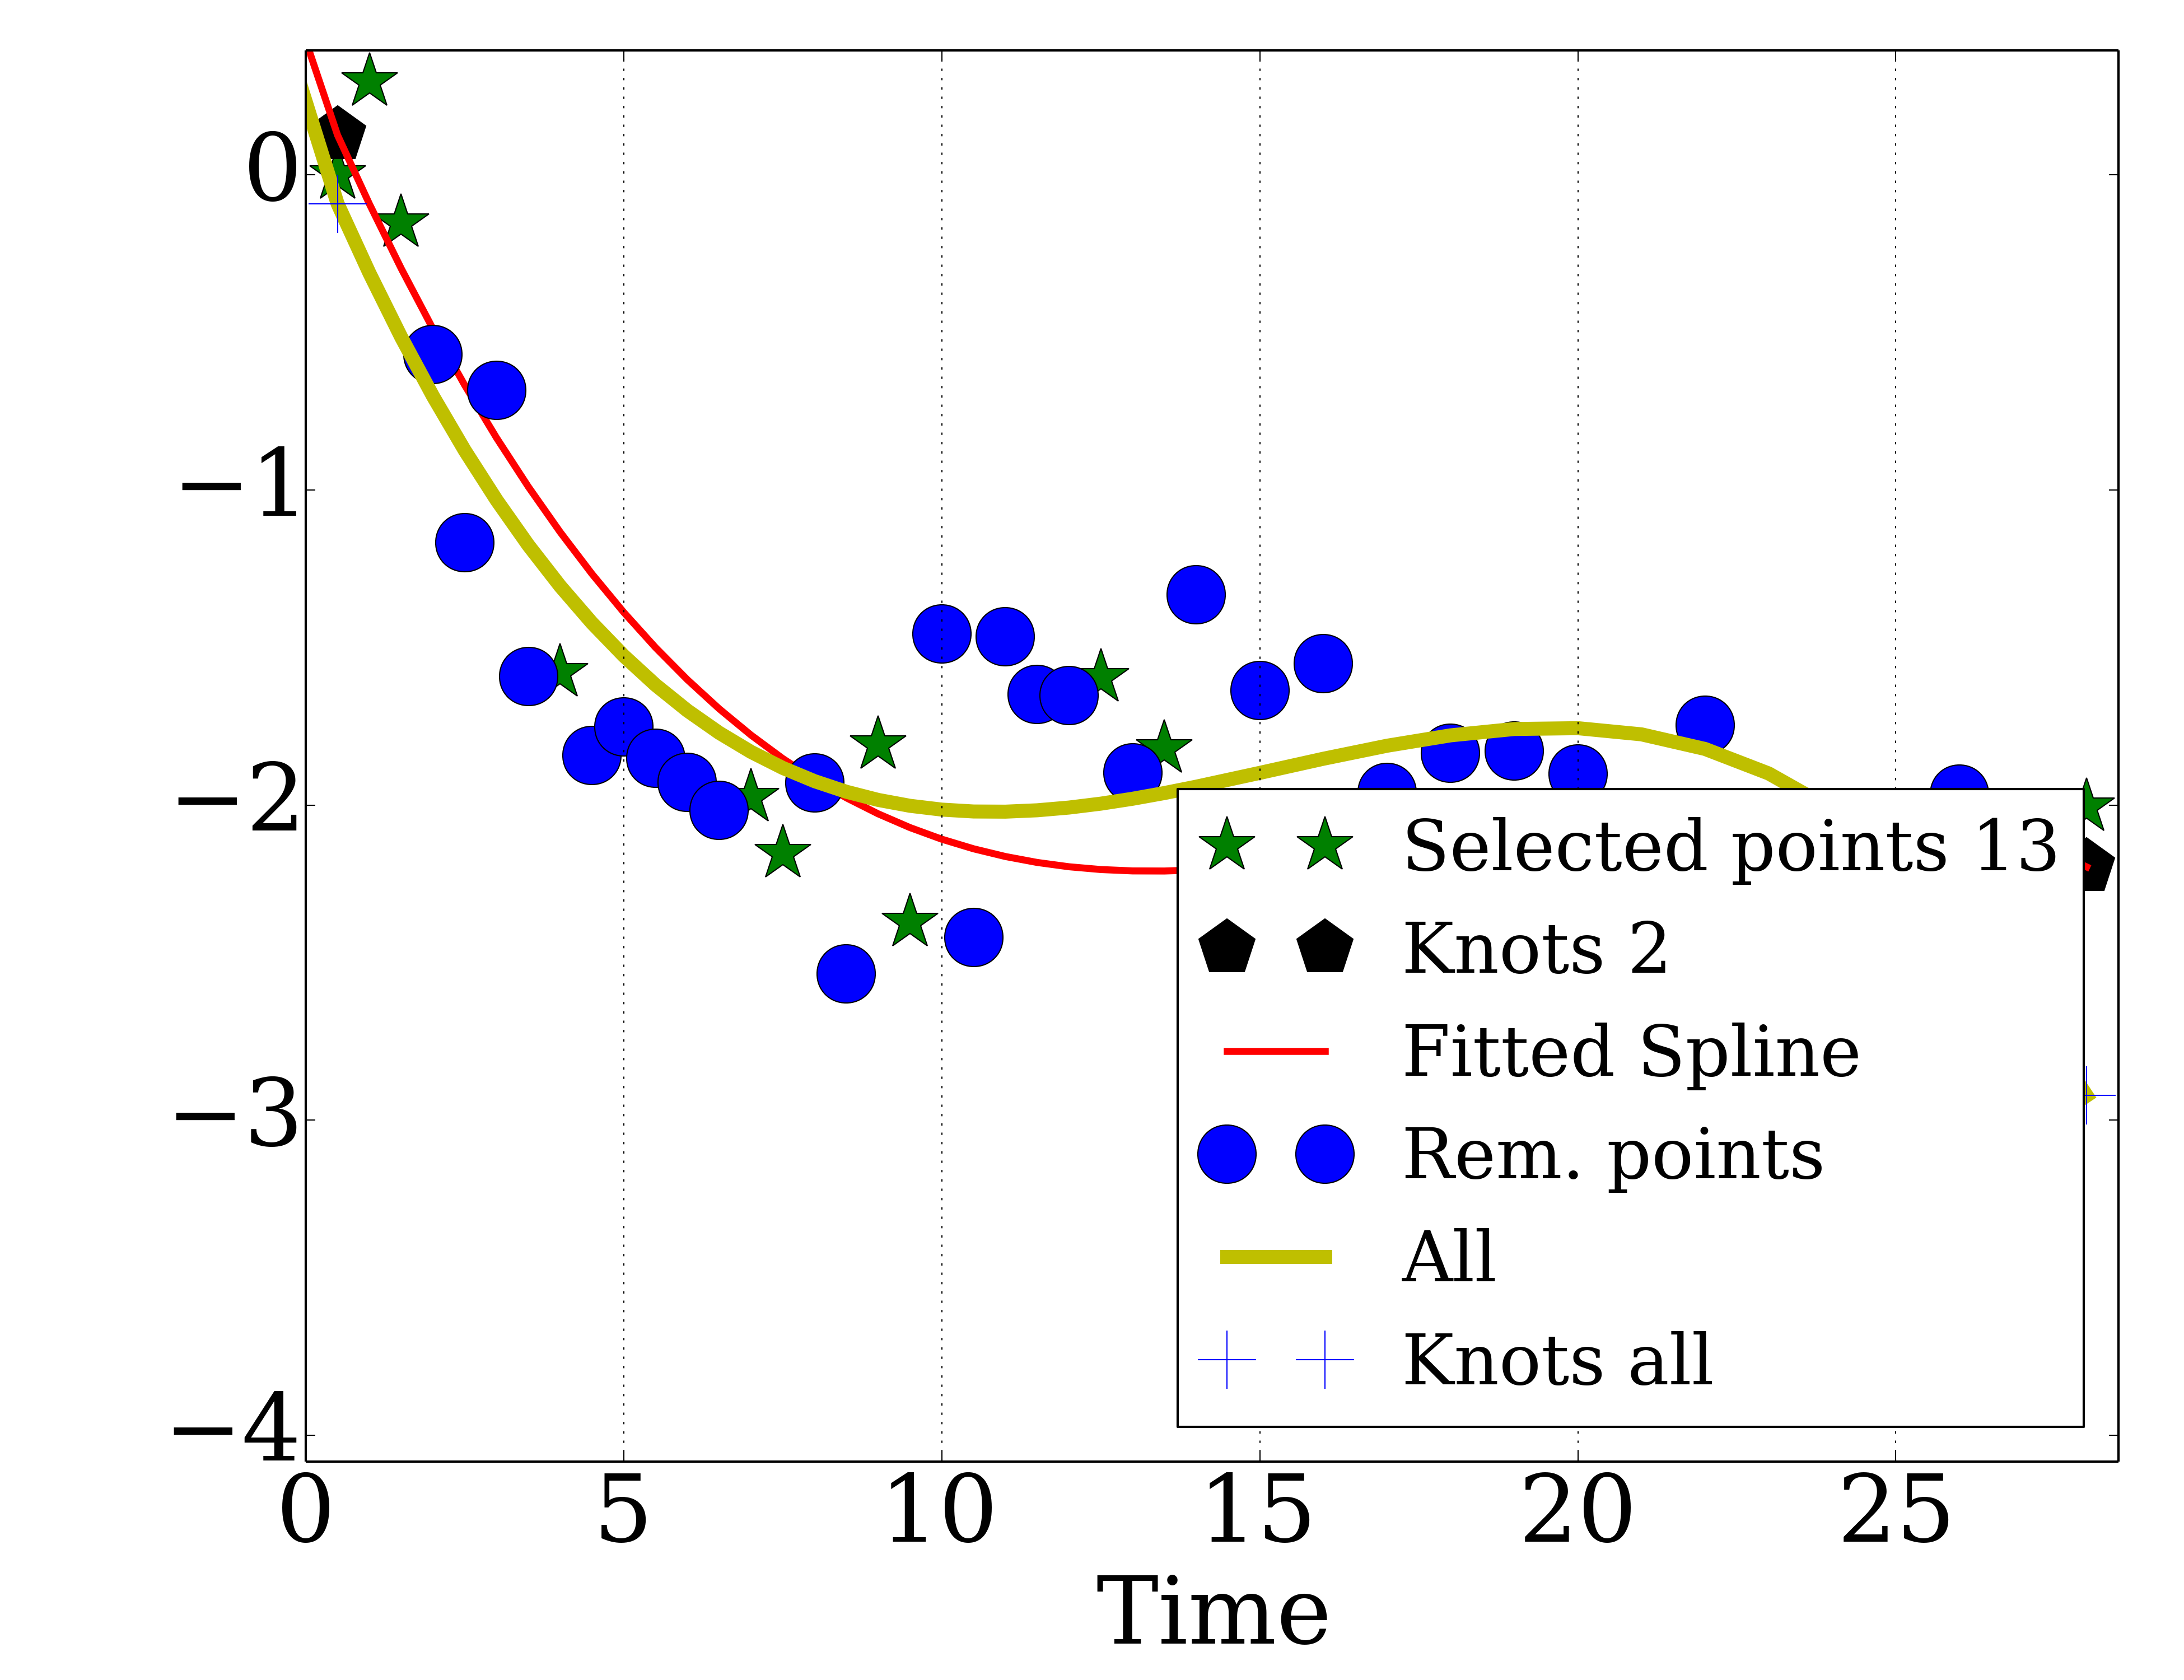 0
−1
−2
−3
−4
Selected points 13
Knots 2
Fitted Spline
Rem. points
All
Knots all
0 5 10 15 20 25
Time